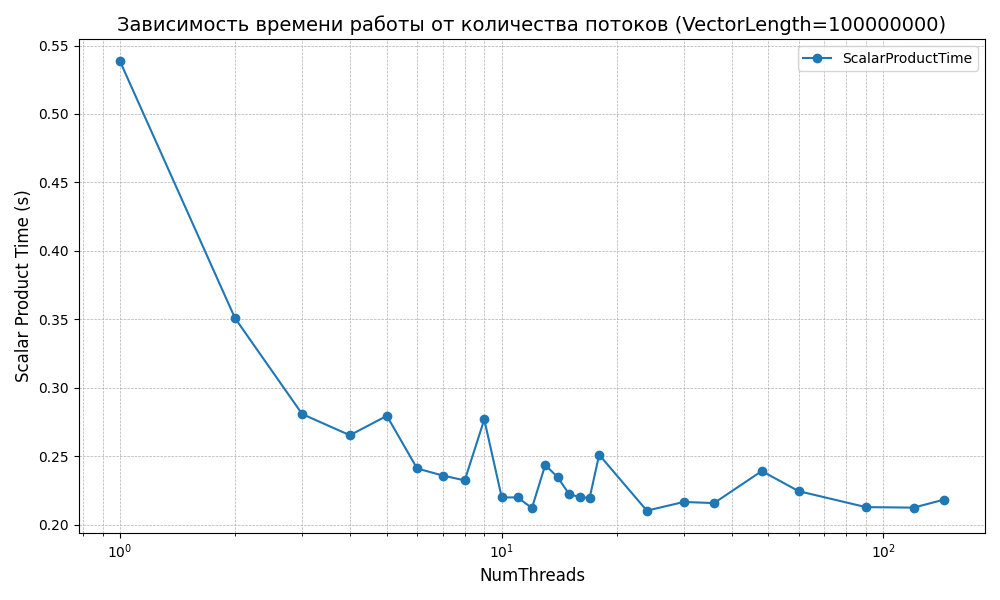 Зависимость времени работы от количества потоков (VectorLength=100000000)
ScalarProductTime
Scalar Product Time (s)
0.55
0.50
0.45
0.40
0.35
0.30
0.25
0.20
10⁰
10¹
10²
NumThreads